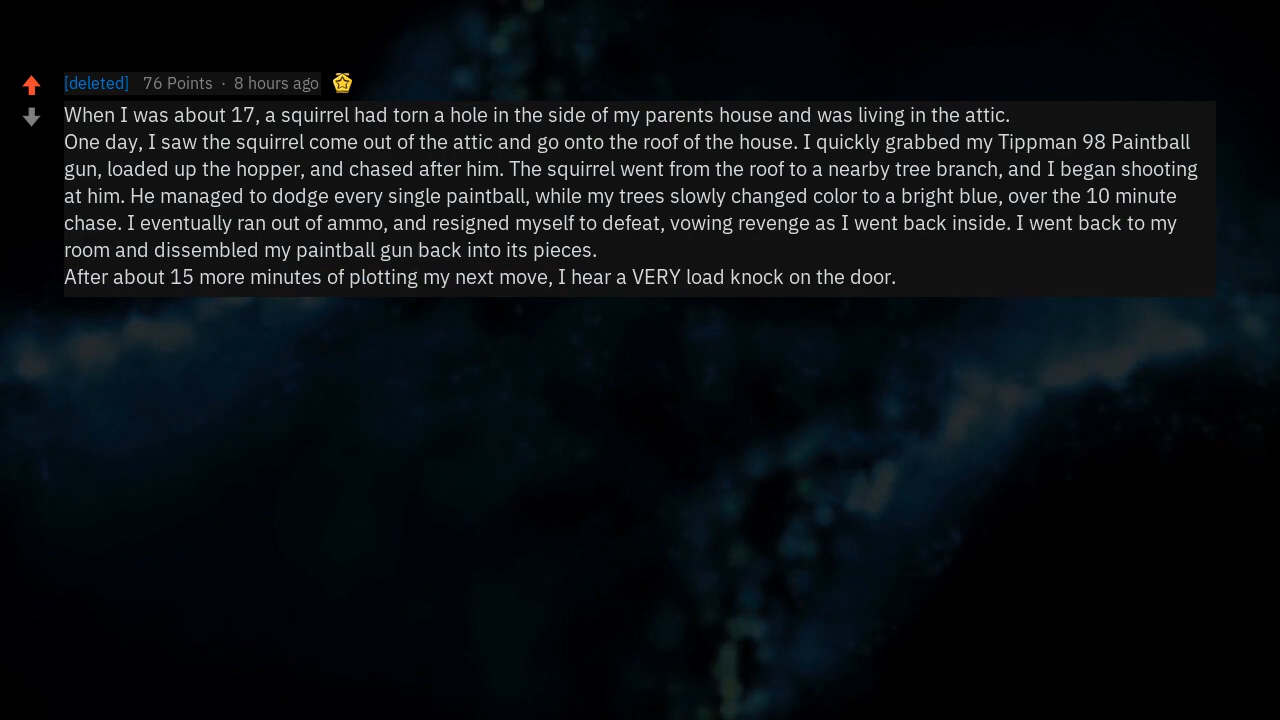 [deleted] 76 Points · 8 hours ago
When I was about 17, a squirrel had torn a hole in the side of my parents house and was living in the attic.
One day, I saw the squirrel come out of the attic and go onto the roof of the house. I quickly grabbed my Tippman 98 Paintball
gun, loaded up the hopper, and chased after him. The squirrel went from the roof to a nearby tree branch, and I began shooting
at him. He managed to dodge every single paintball, while my trees slowly changed color to a bright blue, over the 10 minute
chase. I eventually ran out of ammo, and resigned myself to defeat, vowing revenge as I went back inside. I went back to my
room and dissembled my paintball gun back into its pieces.
After about 15 more minutes of plotting my next move, I hear a VERY load knock on the door.